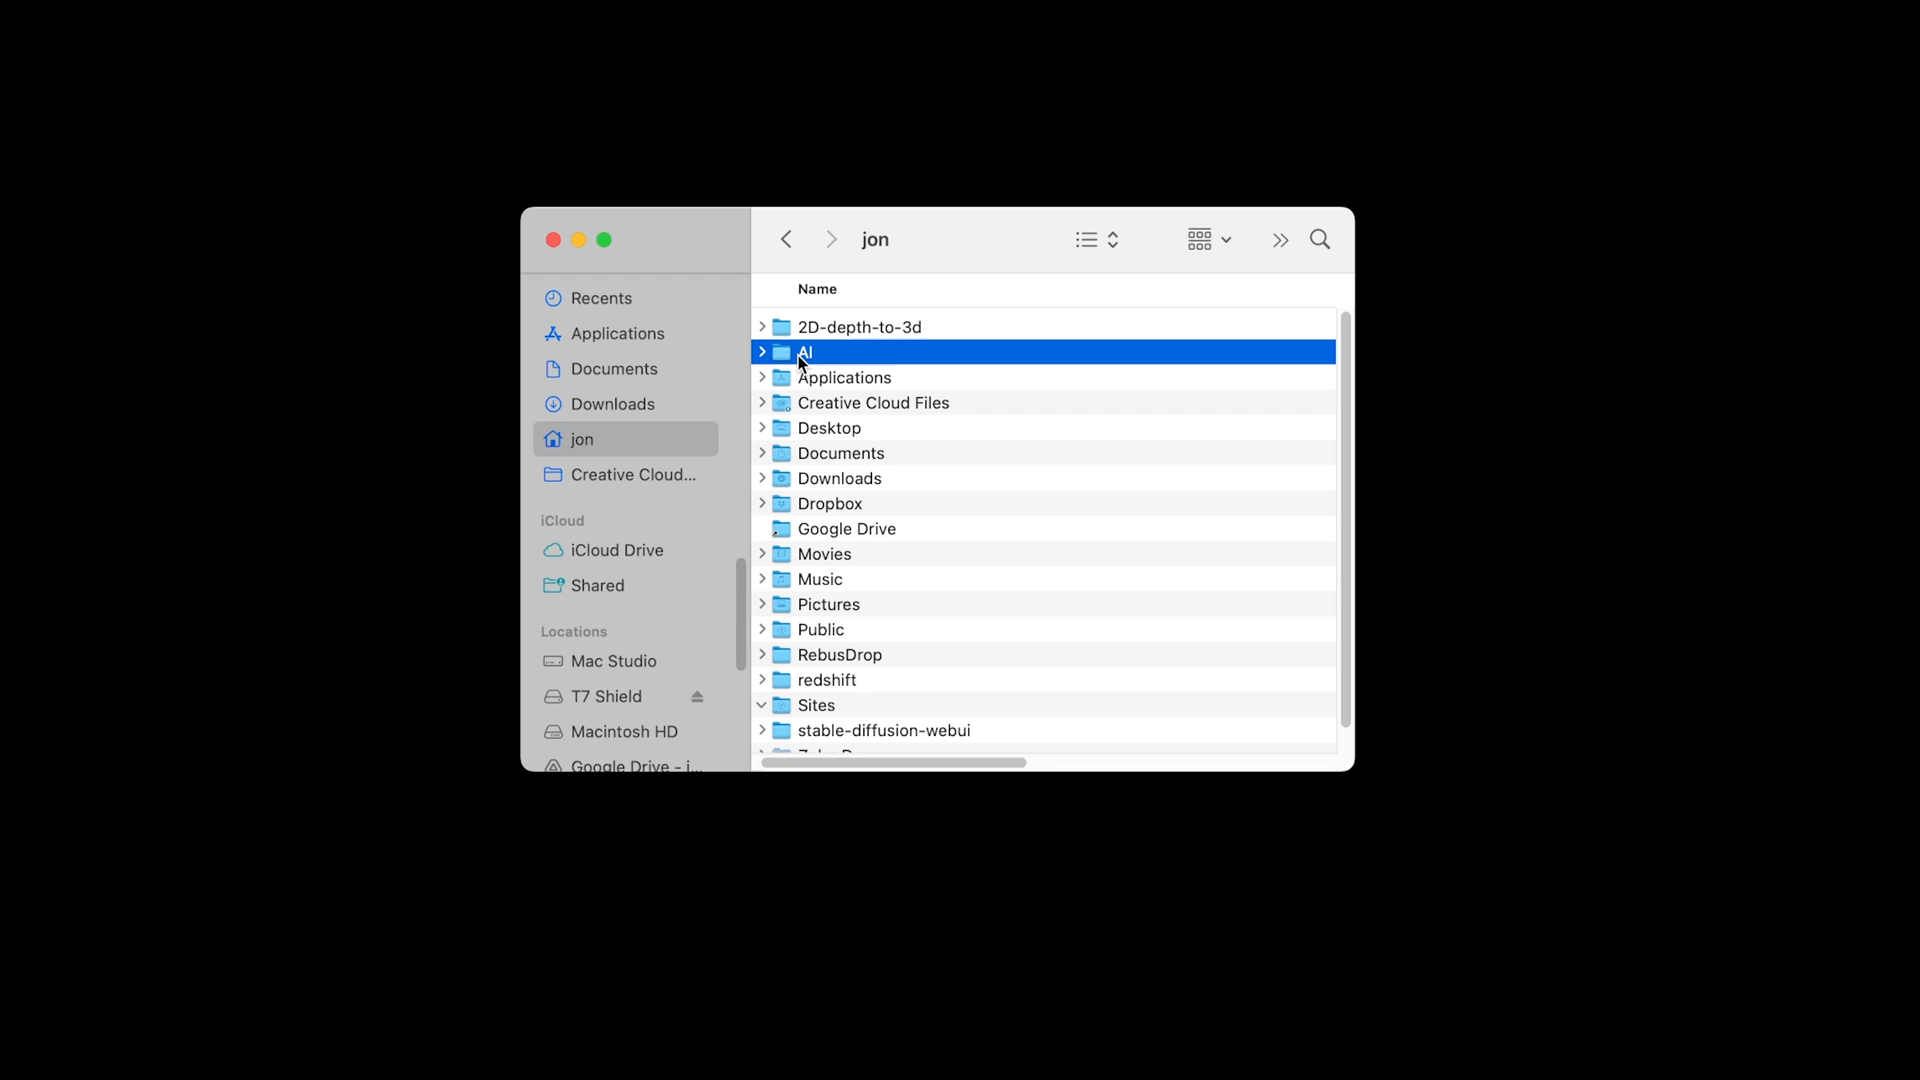 jon
Recents
Applications
Documents
Downloads
jon
Creative Cloud...
iCloud
iCloud Drive
Shared
Locations
Mac Studio
T7 Shield
Macintosh HD
Google Drive - i...
Name
2D-depth-to-3d
AI
Applications
Creative Cloud Files
Desktop
Documents
Downloads
Dropbox
Google Drive
Movies
Music
Pictures
Public
RebusDrop
redshift
Sites
stable-diffusion-webui